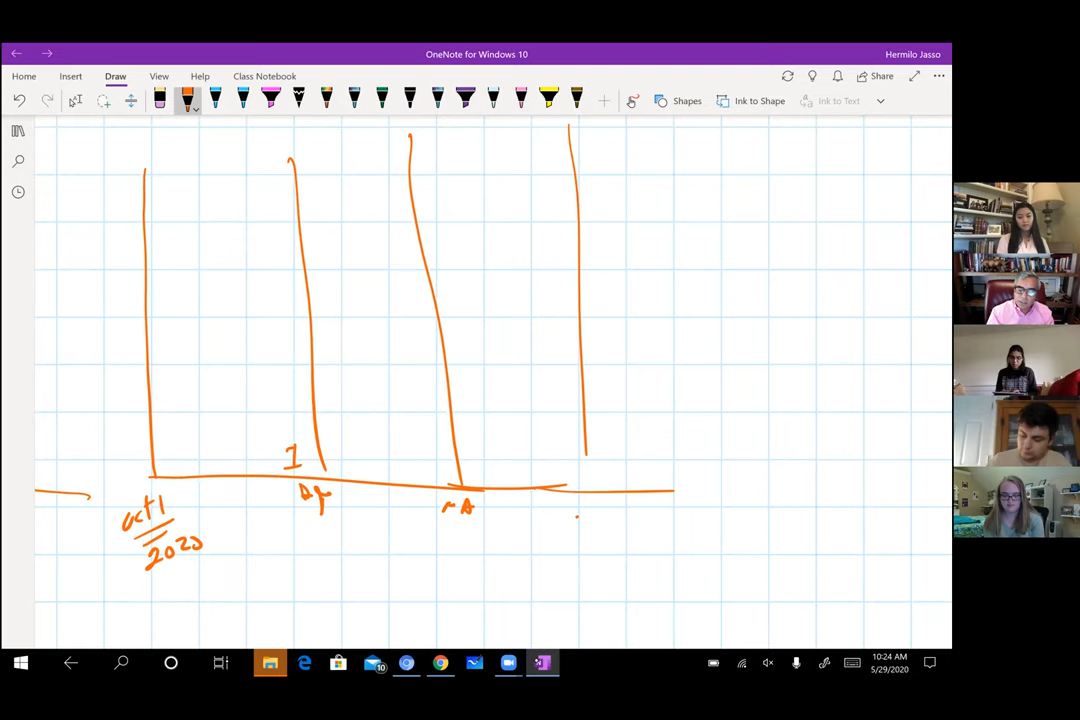 OneNote for Windows 10
Hermilo Jasso
Home Insert Draw View Help Class Notebook
Share
Shapes
Ink to Shape
Ink to Text
1
oct 1
2020
10
10:24 AM
5/29/2020